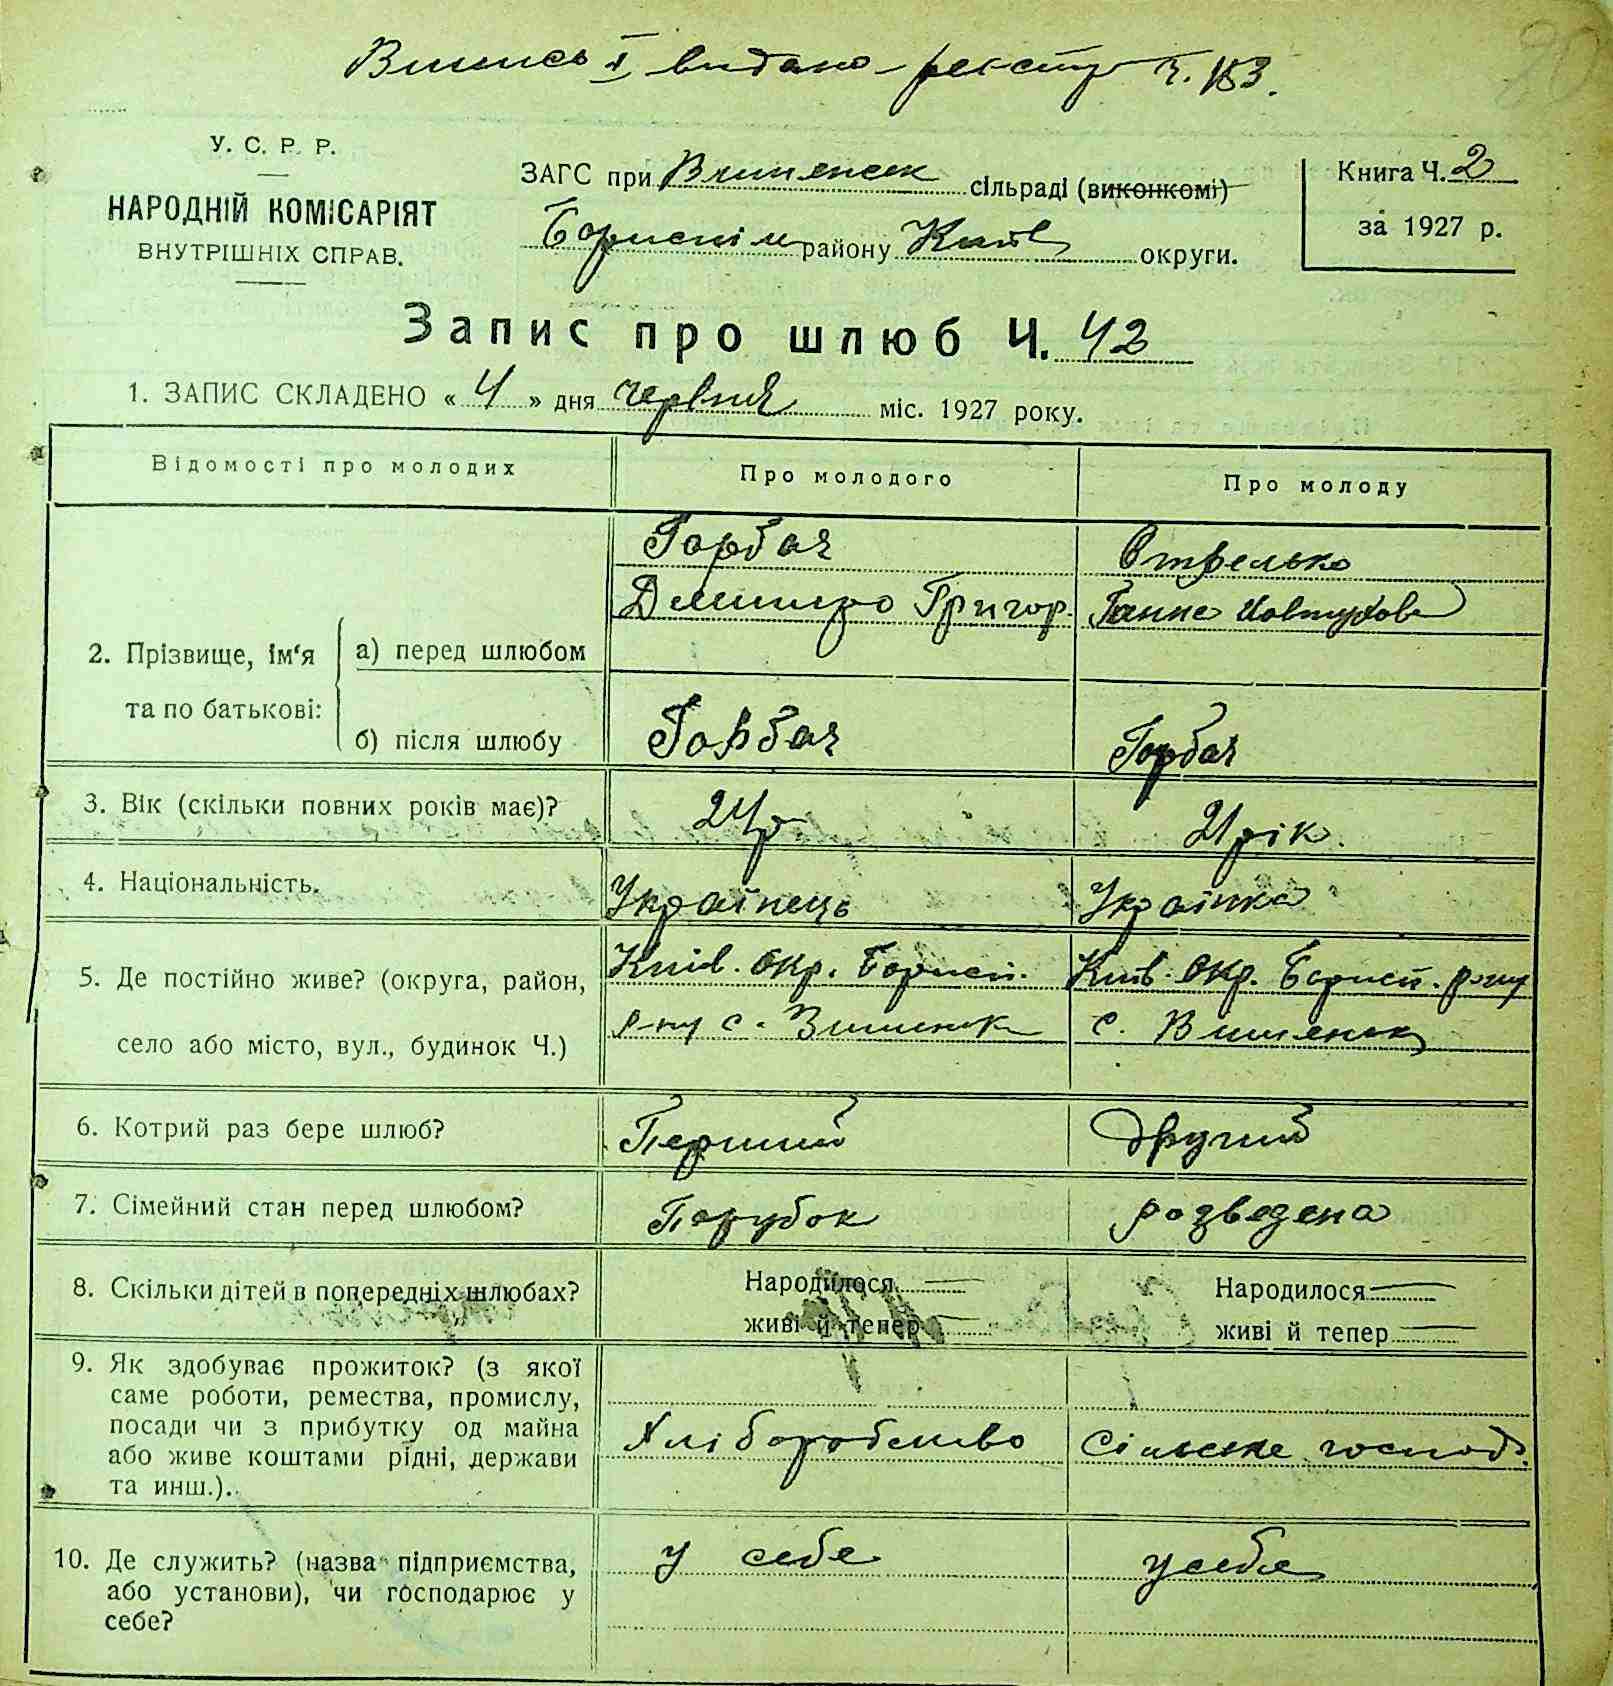 Випись видано реєстр ч. 183.
У. С. Р. Р.
НАРОДНІЙ КОМІСАРІЯТ
ВНУТРІШНІХ СПРАВ.
ЗАГС при Вишенськ сільраді (виконкомі)
Бориспіл району Київ округи.
Книга Ч. 2
за 1927 р.
Запис про шлюб Ч. 42
1. ЗАПИС СКЛАДЕНО « 4 » дня червня міс. 1927 року.
Відомості про молодих
Про молодого
Про молоду
2. Прізвище, ім'я
та по батькові:
а) перед шлюбом
Горбач
Дмитро Григор.
Стрелько
Ганна
б) після шлюбу
Горбач
Горбач
3. Вік (скільки повних років має)?
24р
21 рік.
4. Національність.
Українець
Українка
5. Де постійно живе? (округа, район,
село або місто, вул., будинок Ч.)
Київ. окр. Борисп.
р-ну с. Вишеньк
Київ. окр. Борисп. р-ну
с. Вишеньк
6. Котрий раз бере шлюб?
Перший
другий
7. Сімейний стан перед шлюбом?
Парубок
розведена
8. Скільки дітей в попередніх шлюбах?
Народилося —
живі й тепер —
Народилося —
живі й тепер —
9. Як здобуває прожиток? (з якої
саме роботи, ремества, промислу,
посади чи з прибутку од майна
або живе коштами рідні, держави
та инш.).
Хліборобство
Сільське господ.
10. Де служить? (назва підприємства,
або установи), чи господарює у
себе?
у себе
у себе